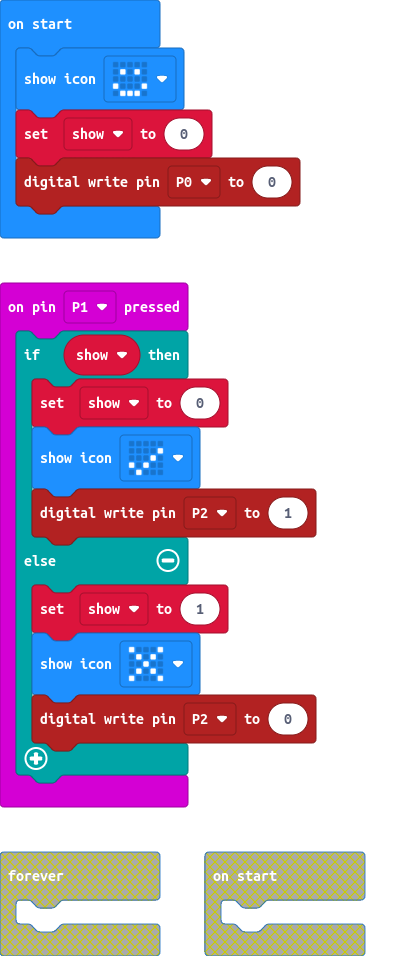 on start
show icon
set show to 0
digital write pin P0 to 0
on pin P1 pressed
if show then
set show to 0
show icon
digital write pin P2 to 1
else
set show to 1
show icon
digital write pin P2 to 0
forever
on start